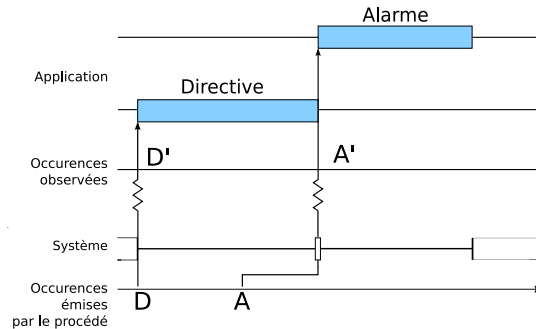 Alarme
Application
Directive
D'
A'
Occurences
observées
Système
Occurences
émises
par le procédé
D
A